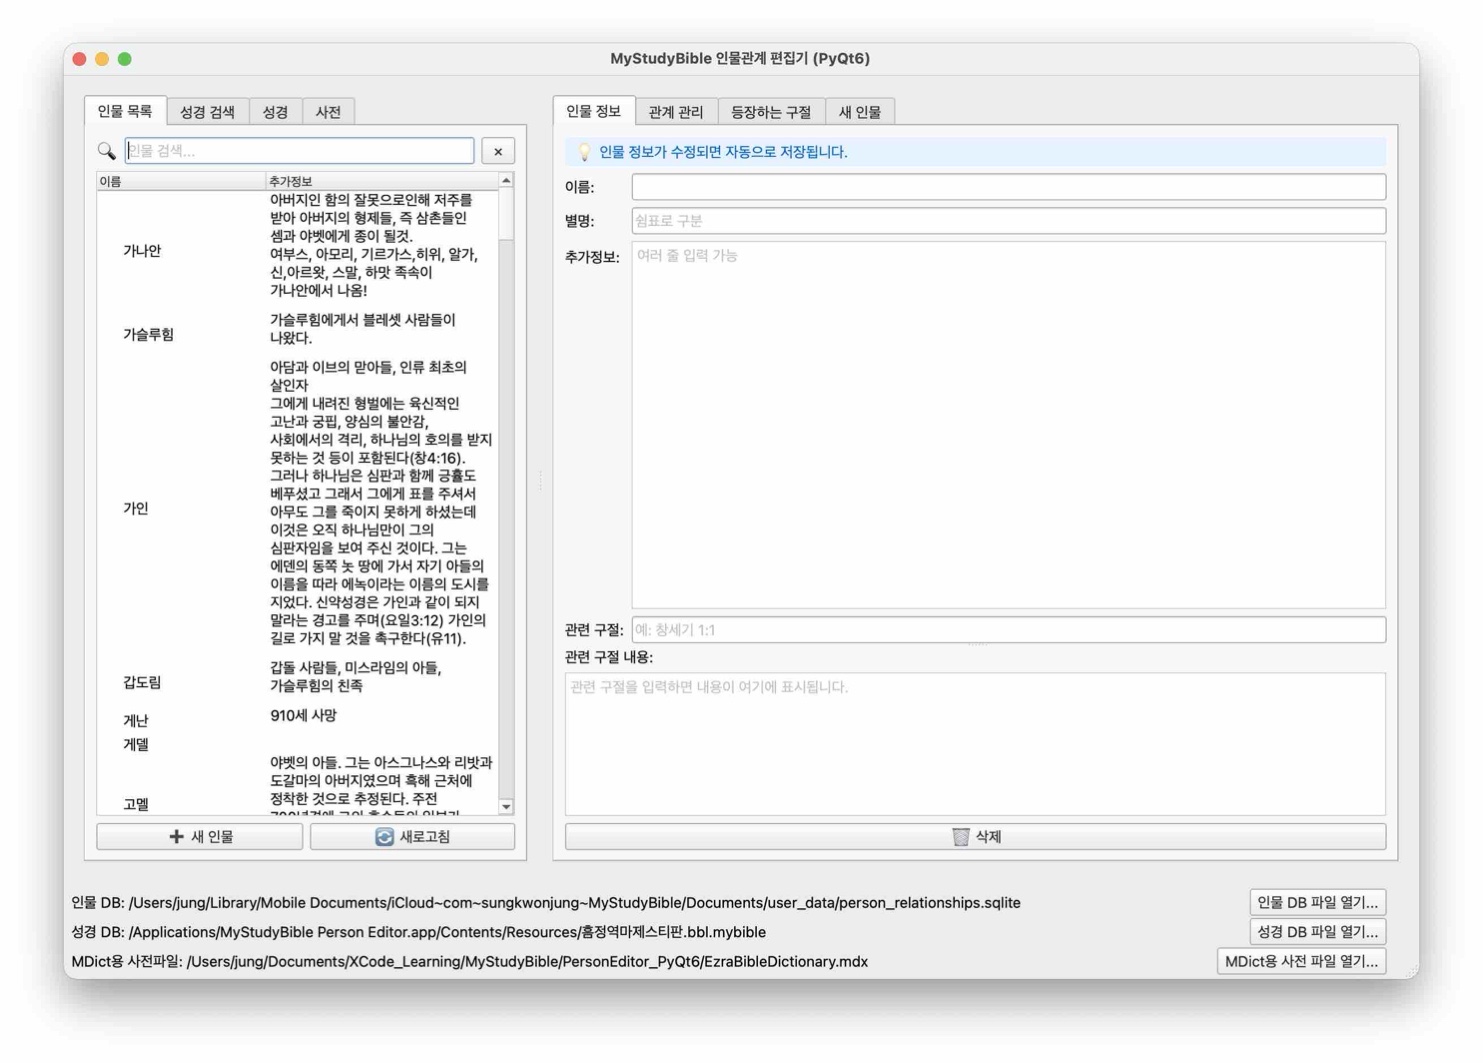 MyStudyBible 인물관계 편집기 (PyQt6)
인물 목록
성경 검색
성경
사전
인물 검색...
×
이름
추가정보
가나안
아버지인 함의 잘못으로인해 저주를
받아 아버지의 형제들, 즉 삼촌들인
셈과 야벳에게 종이 될것.
여부스, 아모리, 기르가스,히위, 알가,
신,아르왓, 스말, 하맛 족속이
가나안에서 나옴!
가슬루힘
가슬루힘에게서 블레셋 사람들이
나왔다.
가인
아담과 이브의 맏아들, 인류 최초의
살인자
그에게 내려진 형벌에는 육신적인
고난과 궁핍, 양심의 불안감,
사회에서의 격리, 하나님의 호의를 받지
못하는 것 등이 포함된다(창4:16).
그러나 하나님은 심판과 함께 긍휼도
베푸셨고 그래서 그에게 표를 주셔서
아무도 그를 죽이지 못하게 하셨는데
이것은 오직 하나님만이 그의
심판자임을 보여 주신 것이다. 그는
에덴의 동쪽 놋 땅에 가서 자기 아들의
이름을 따라 에녹이라는 이름의 도시를
지었다. 신약성경은 가인과 같이 되지
말라는 경고를 주며(요일3:12) 가인의
길로 가지 말 것을 촉구한다(유11).
갑도림
갑돌 사람들, 미스라임의 아들,
가슬루힘의 친족
게난
910세 사망
게델
고멜
야벳의 아들. 그는 아스그나스와 리밧과
도갈마의 아버지였으며 흑해 근처에
정착한 것으로 추정된다. 주전
새 인물
새로고침
인물 정보
관계 관리
등장하는 구절
새 인물
인물 정보가 수정되면 자동으로 저장됩니다.
이름:
별명:
쉼표로 구분
추가정보:
여러 줄 입력 가능
관련 구절:
예: 창세기 1:1
관련 구절 내용:
관련 구절을 입력하면 내용이 여기에 표시됩니다.
삭제
인물 DB: /Users/jung/Library/Mobile Documents/iCloud~com~sungkwonjung~MyStudyBible/Documents/user_data/person_relationships.sqlite
인물 DB 파일 열기...
성경 DB: /Applications/MyStudyBible Person Editor.app/Contents/Resources/흠정역마제스티판.bbl.mybible
성경 DB 파일 열기...
MDict용 사전파일: /Users/jung/Documents/XCode_Learning/MyStudyBible/PersonEditor_PyQt6/EzraBibleDictionary.mdx
MDict용 사전 파일 열기...